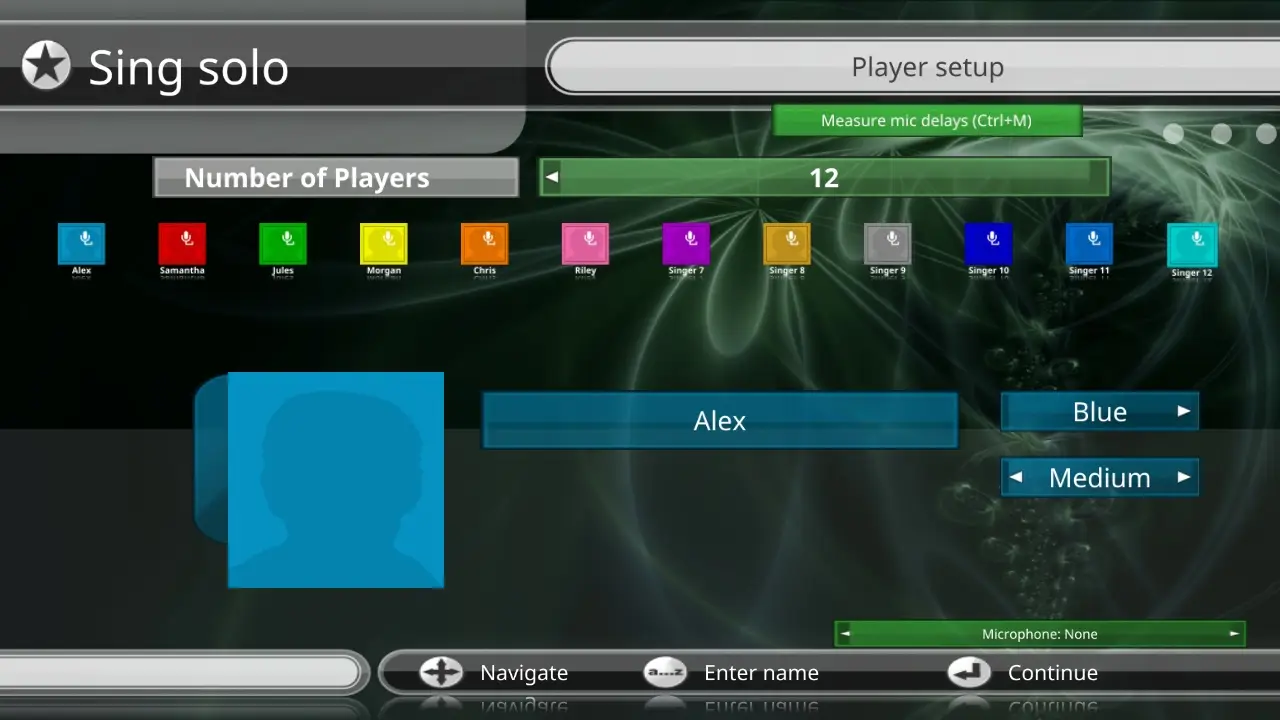 Sing solo
Player setup
Measure mic delays (Ctrl+M)
Number of Players
12
Alex
Samantha
Jules
Morgan
Chris
Riley
Singer 7
Singer 8
Singer 9
Singer 10
Singer 11
Singer 12
Alex
Blue
Medium
Microphone: None
Navigate
a...z
Enter name
Continue